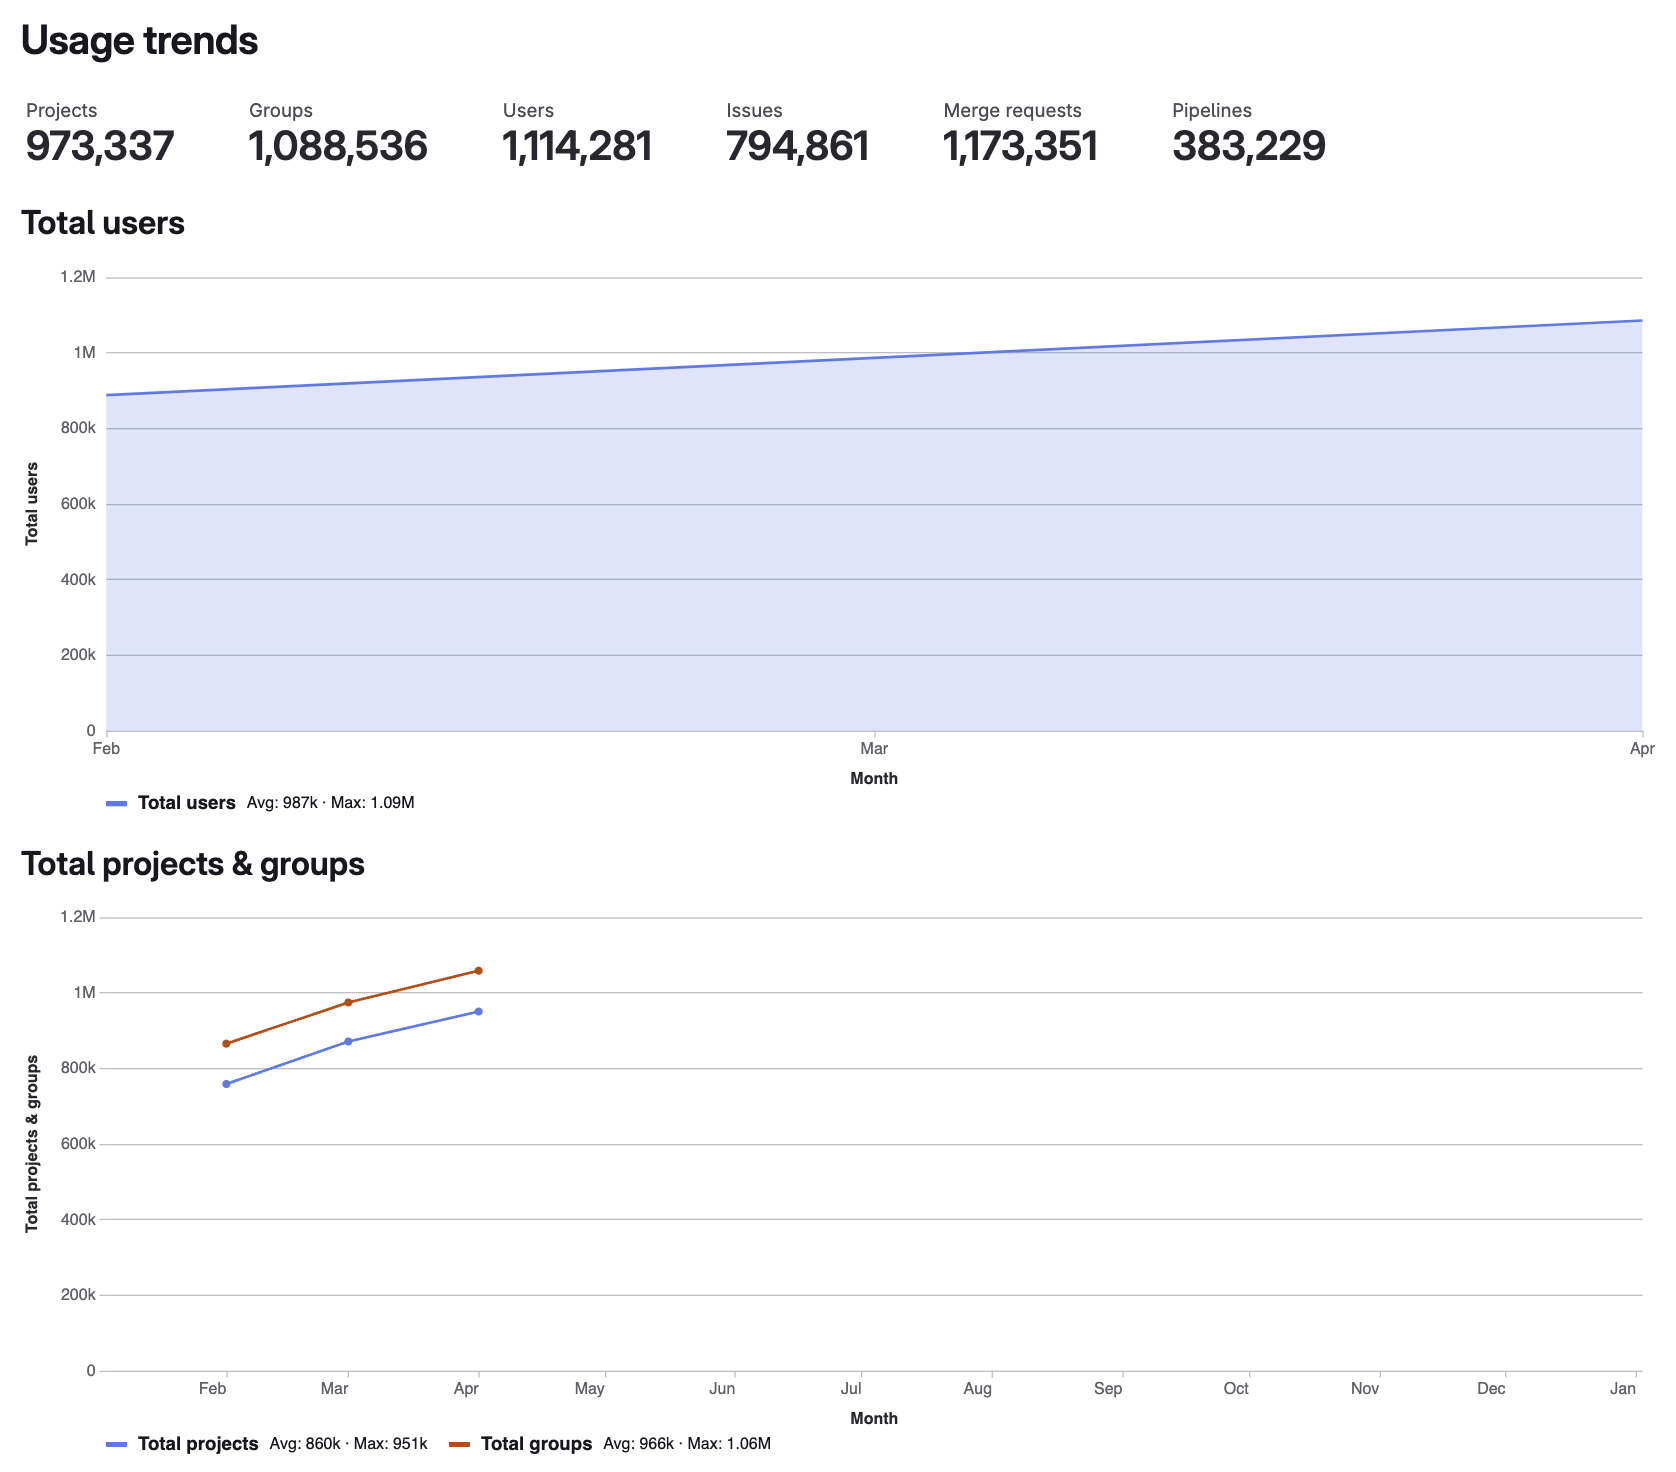 Usage trends
Projects Groups Users Issues Merge requests Pipelines
973,337 1,088,536 1,114,281 794,861 1,173,351 383,229
Total users
1.2M
1M
800k
600k
400k
200k
0
Total users
Feb Mar Apr
Month
Total users Avg: 987k · Max: 1.09M
Total projects & groups
1.2M
1M
800k
600k
400k
200k
0
Total projects & groups
Feb Mar Apr May Jun Jul Aug Sep Oct Nov Dec Jan
Month
Total projects Avg: 860k · Max: 951k Total groups Avg: 966k · Max: 1.06M